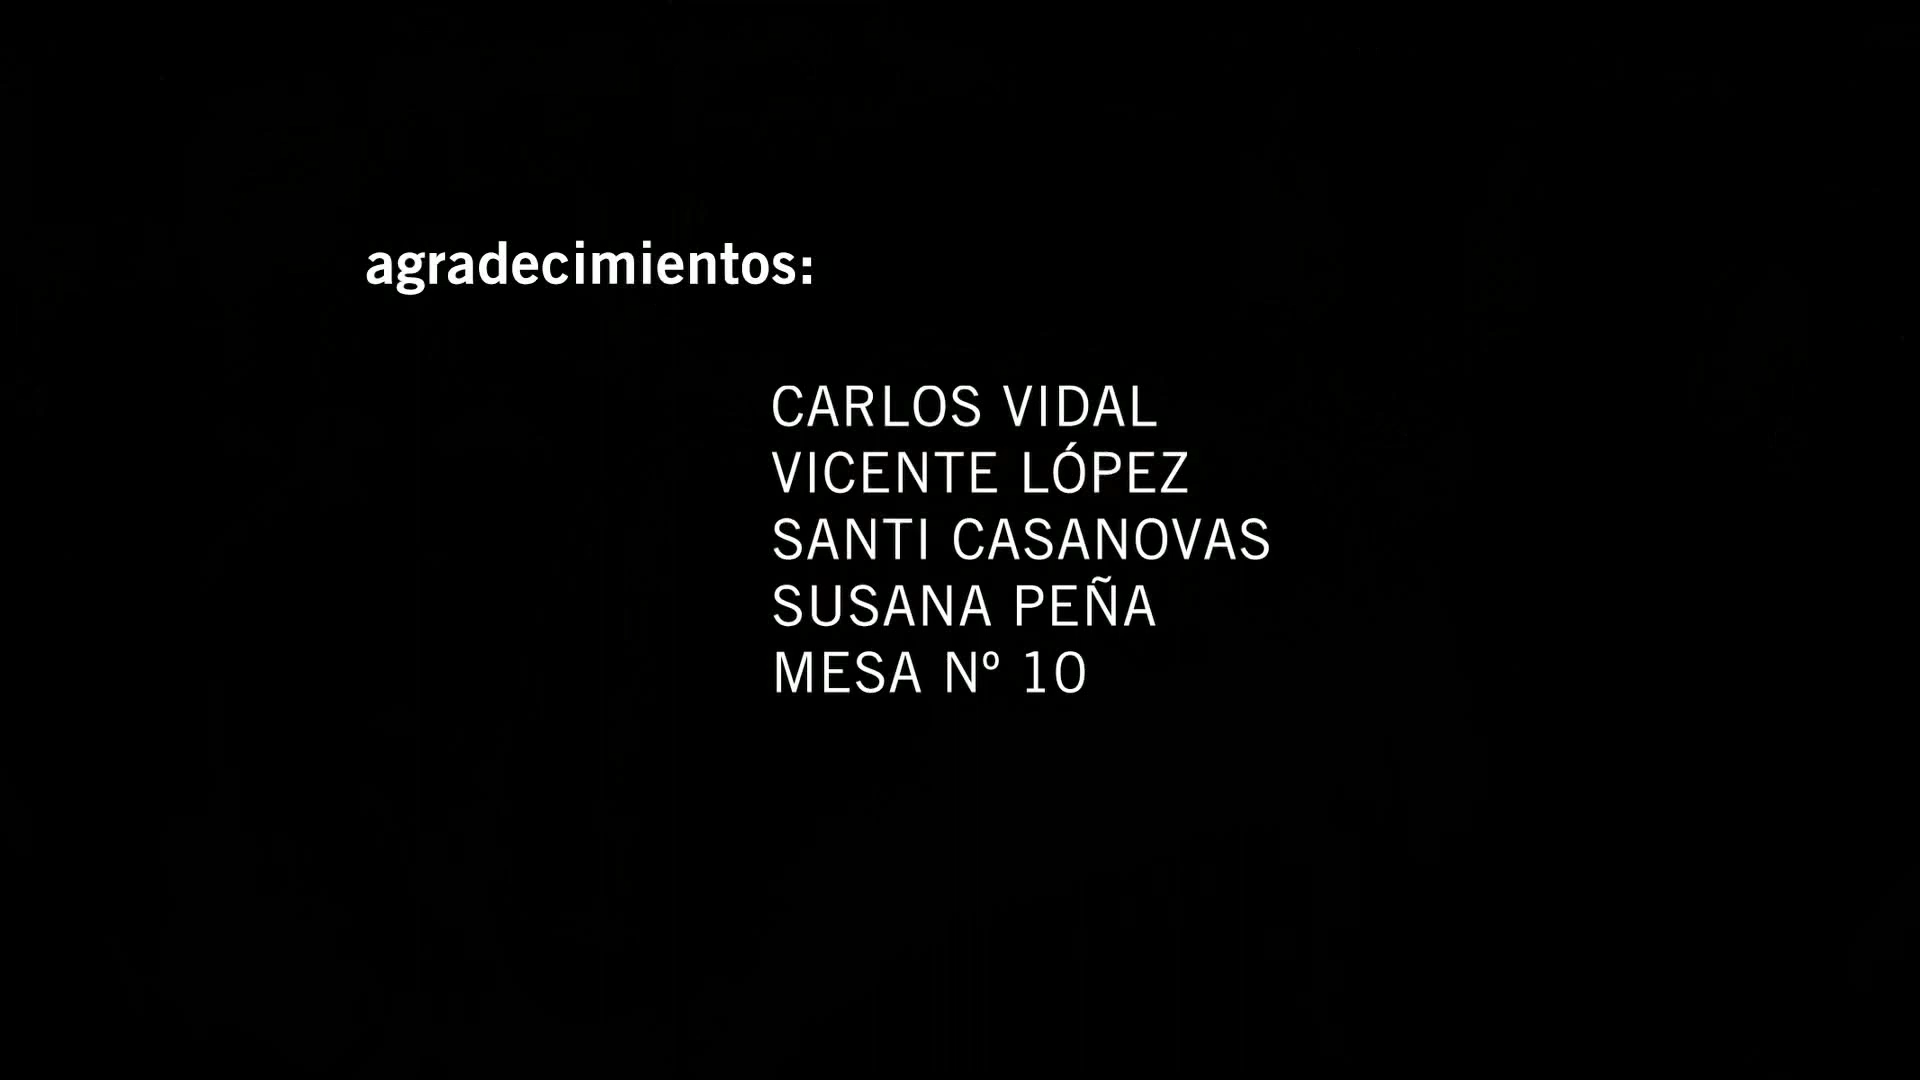 agradecimientos:
CARLOS VIDAL
VICENTE LÓPEZ
SANTI CASANOVAS
SUSANA PEÑA
MESA Nº 10